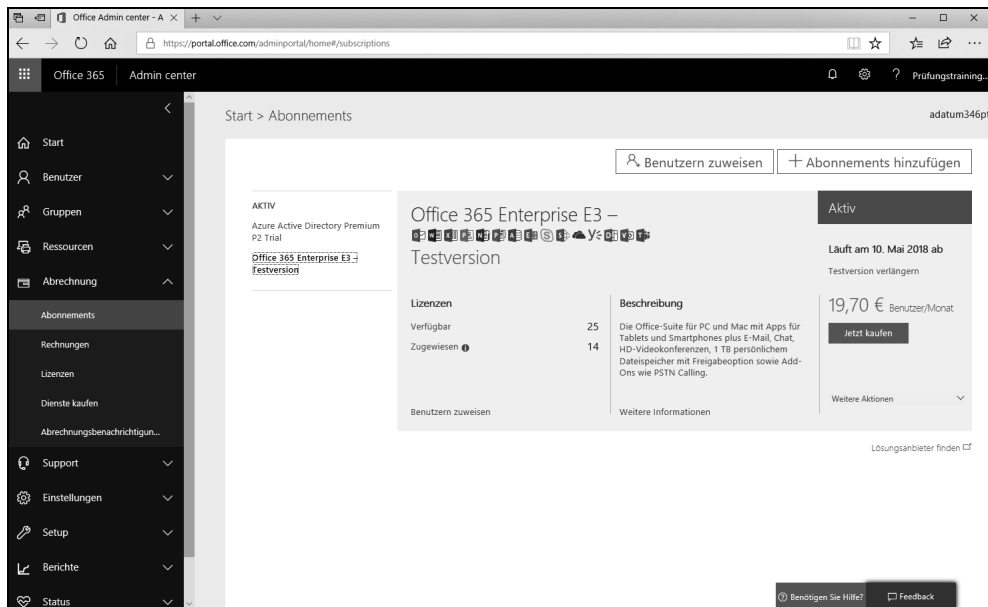 Office Admin center - A
https://portal.office.com/adminportal/home#/subscriptions
Office 365
Admin center
Prüfungstraining...
Start > Abonnements
adatum346pt
Start
Benutzer
Gruppen
Ressourcen
Abrechnung
Abonnements
Rechnungen
Lizenzen
Dienste kaufen
Abrechnungsbenachrichtigun...
Support
Einstellungen
Setup
Berichte
Status
Benutzern zuweisen
Abonnements hinzufügen
AKTIV
Azure Active Directory Premium
P2 Trial
Office 365 Enterprise E3 –
Testversion
Office 365 Enterprise E3 –
Testversion
Lizenzen
Verfügbar 25
Zugewiesen 14
Benutzern zuweisen
Beschreibung
Die Office-Suite für PC und Mac mit Apps für
Tablets und Smartphones plus E-Mail, Chat,
HD-Videokonferenzen, 1 TB persönlichem
Dateispeicher mit Freigabeoption sowie Add-
Ons wie PSTN Calling.
Weitere Informationen
Aktiv
Läuft am 10. Mai 2018 ab
Testversion verlängern
19,70 € Benutzer/Monat
Jetzt kaufen
Weitere Aktionen
Lösungsanbieter finden
Benötigen Sie Hilfe?
Feedback